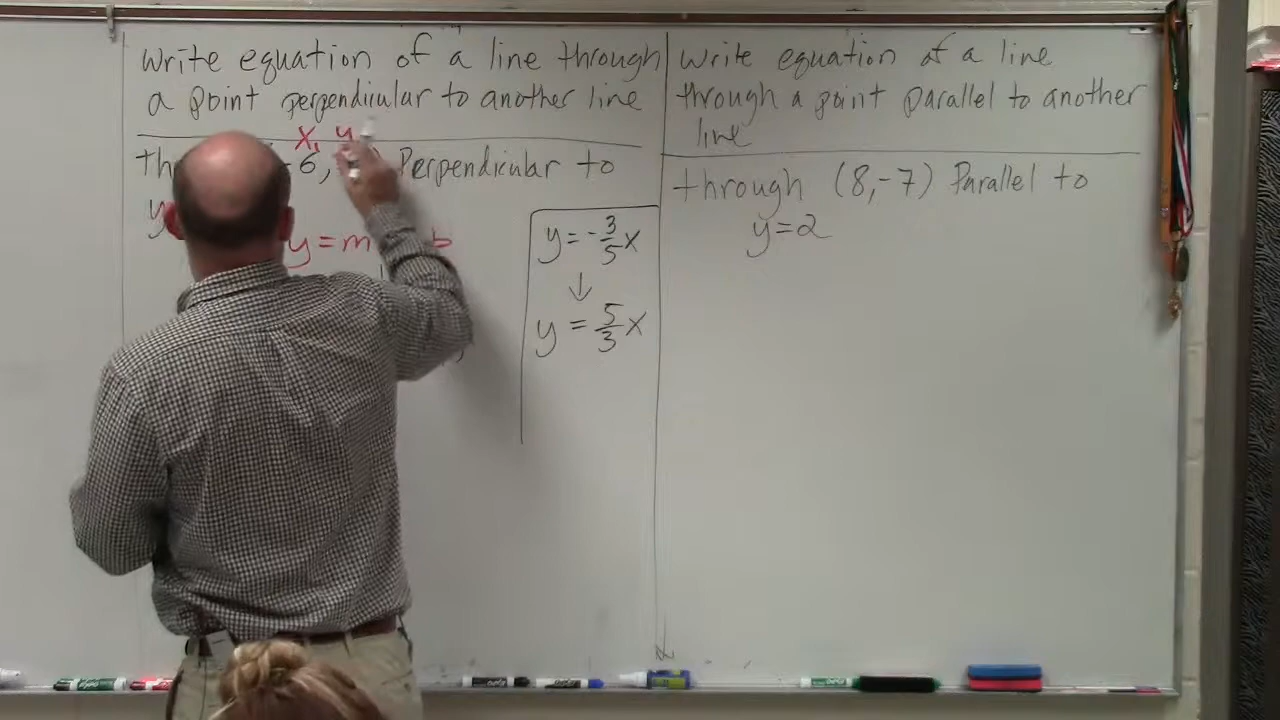 Write equation of a line through
a point perpendicular to another line
x, y
-6, Perpendicular to
y
y = m b
y = -3/5 x
↓
y = 5/3 x
Write equation of a line
through a point parallel to another
line
through (8,-7) Parallel to
y=2